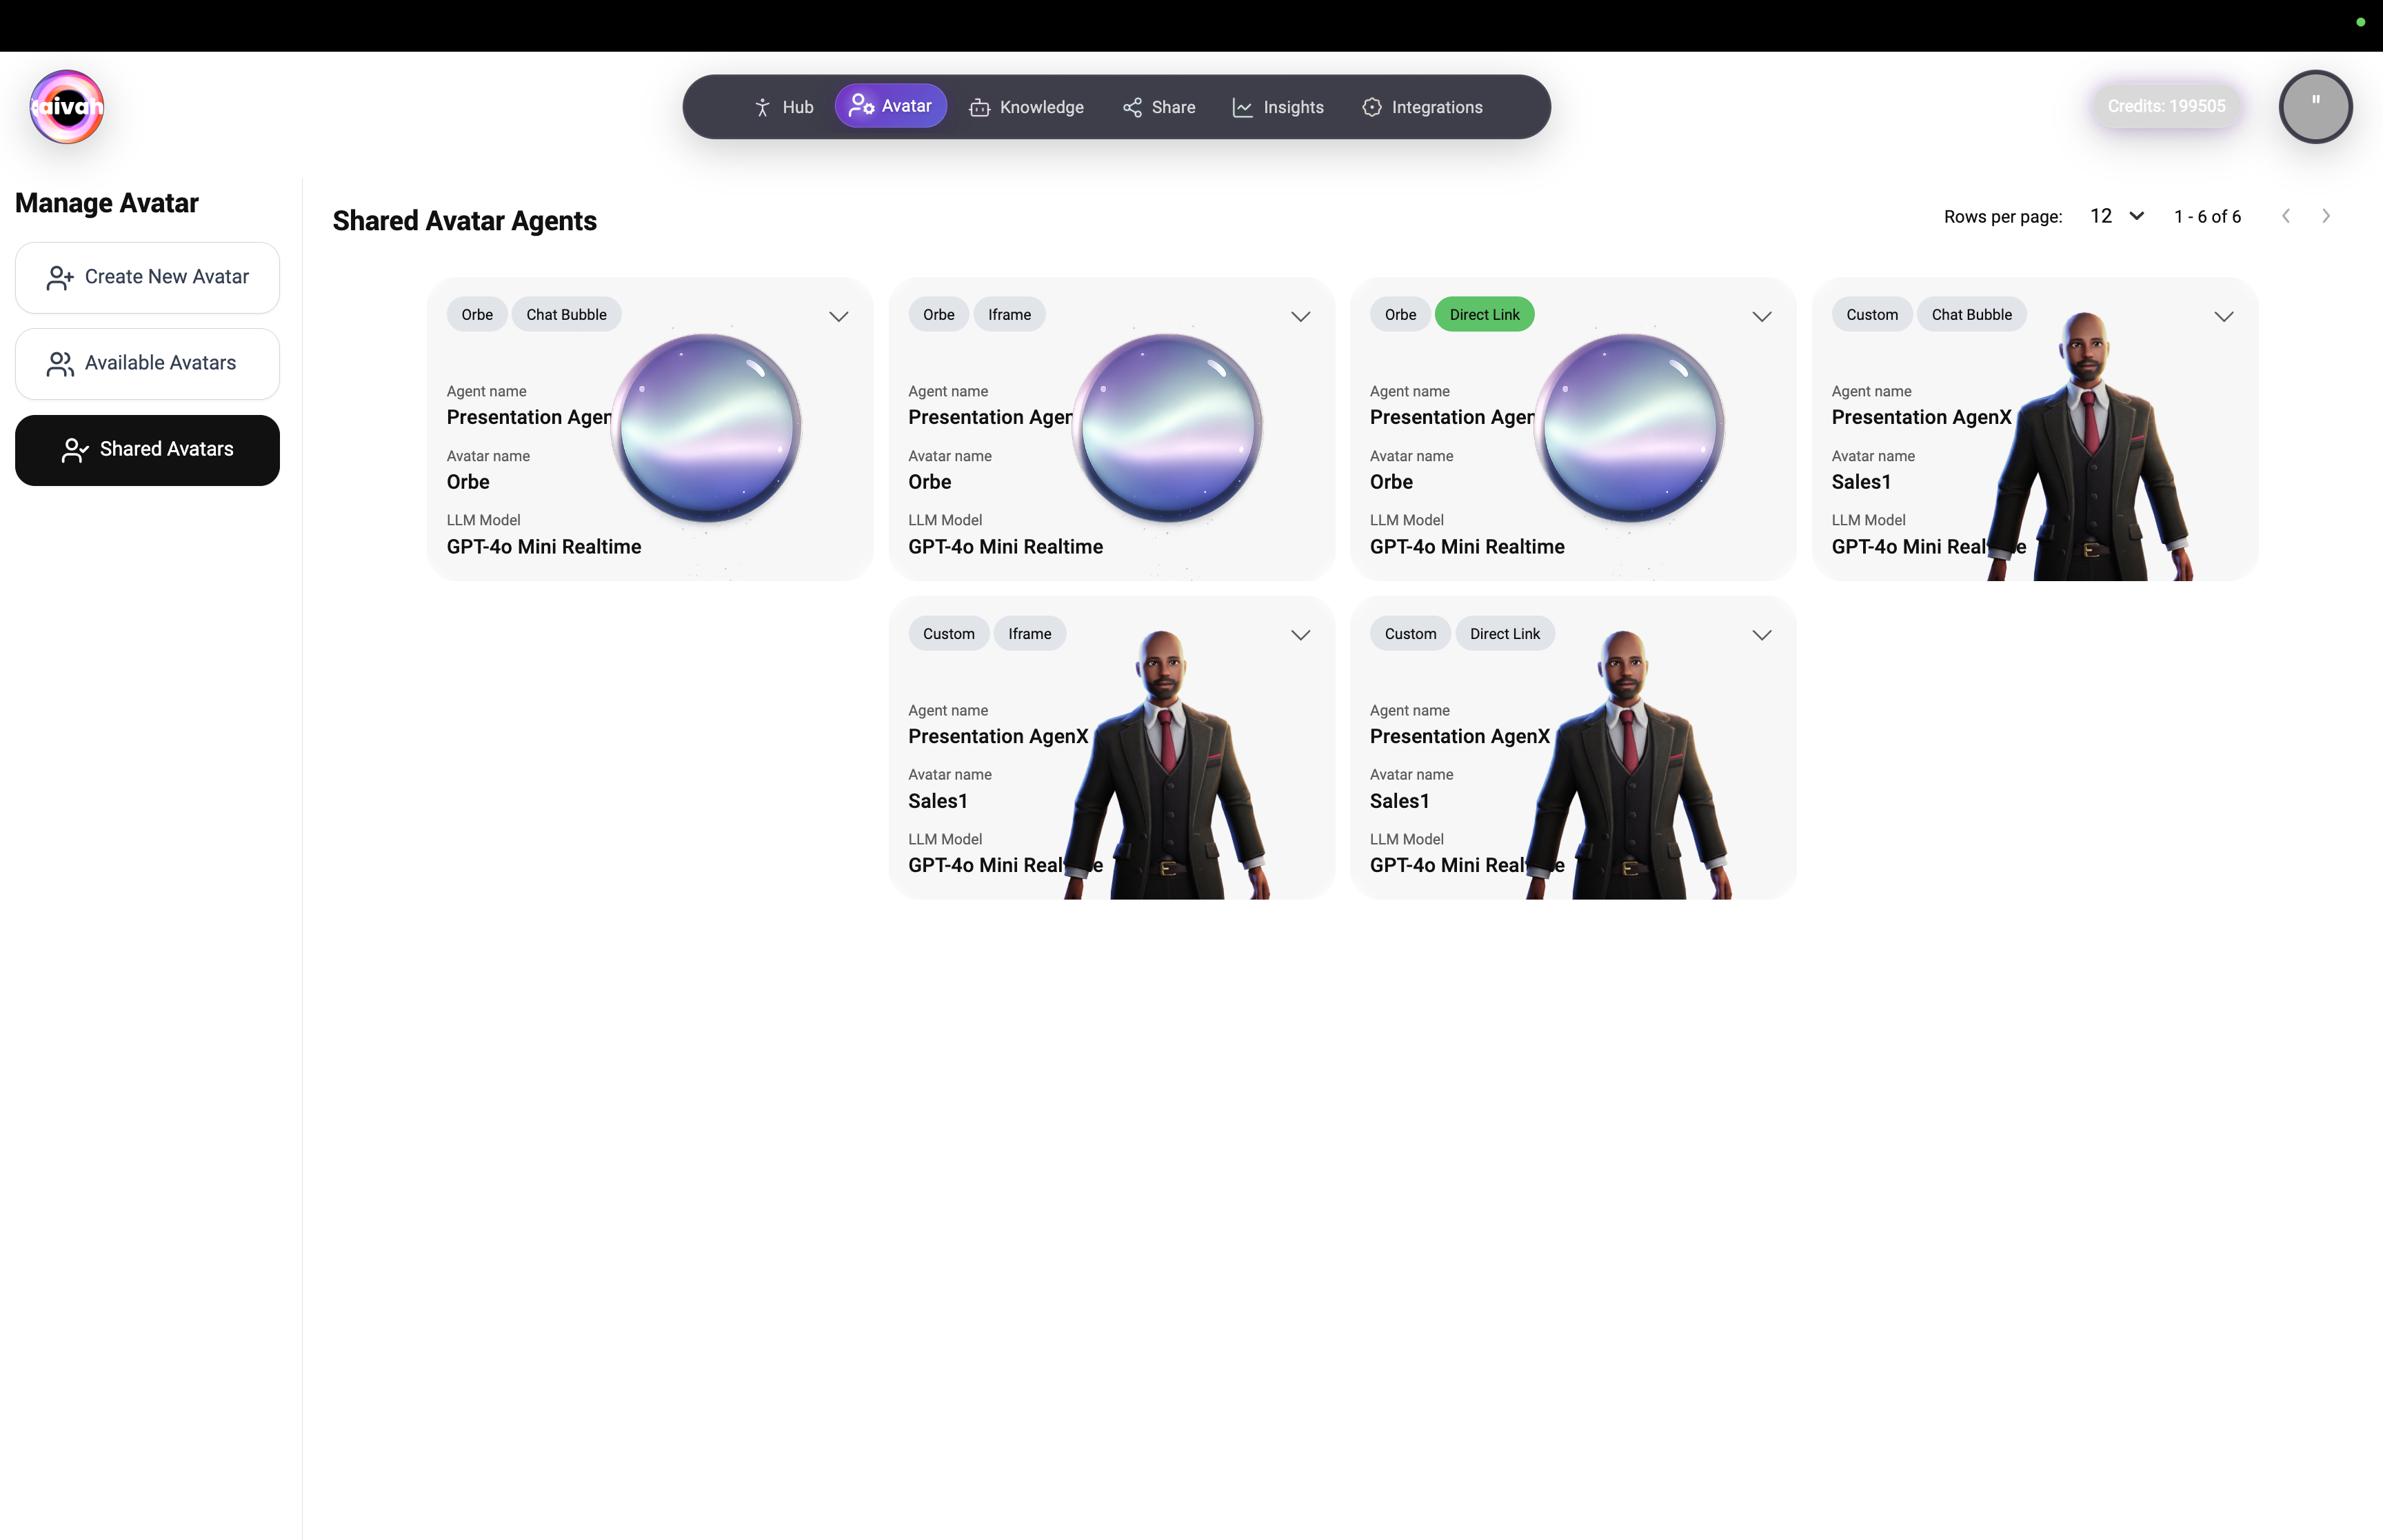 aivah
Hub
Avatar
Knowledge
Share
Insights
Integrations
Credits: 199505
"
Manage Avatar
Create New Avatar
Available Avatars
Shared Avatars
Shared Avatar Agents
Rows per page: 12 1 - 6 of 6
Orbe Chat Bubble
Agent name
Presentation Agen
Avatar name
Orbe
LLM Model
GPT-4o Mini Realtime
Orbe Iframe
Agent name
Presentation Agen
Avatar name
Orbe
LLM Model
GPT-4o Mini Realtime
Orbe Direct Link
Agent name
Presentation Agen
Avatar name
Orbe
LLM Model
GPT-4o Mini Realtime
Custom Chat Bubble
Agent name
Presentation AgenX
Avatar name
Sales1
LLM Model
GPT-4o Mini Real e
Custom Iframe
Agent name
Presentation AgenX
Avatar name
Sales1
LLM Model
GPT-4o Mini Real e
Custom Direct Link
Agent name
Presentation AgenX
Avatar name
Sales1
LLM Model
GPT-4o Mini Real e